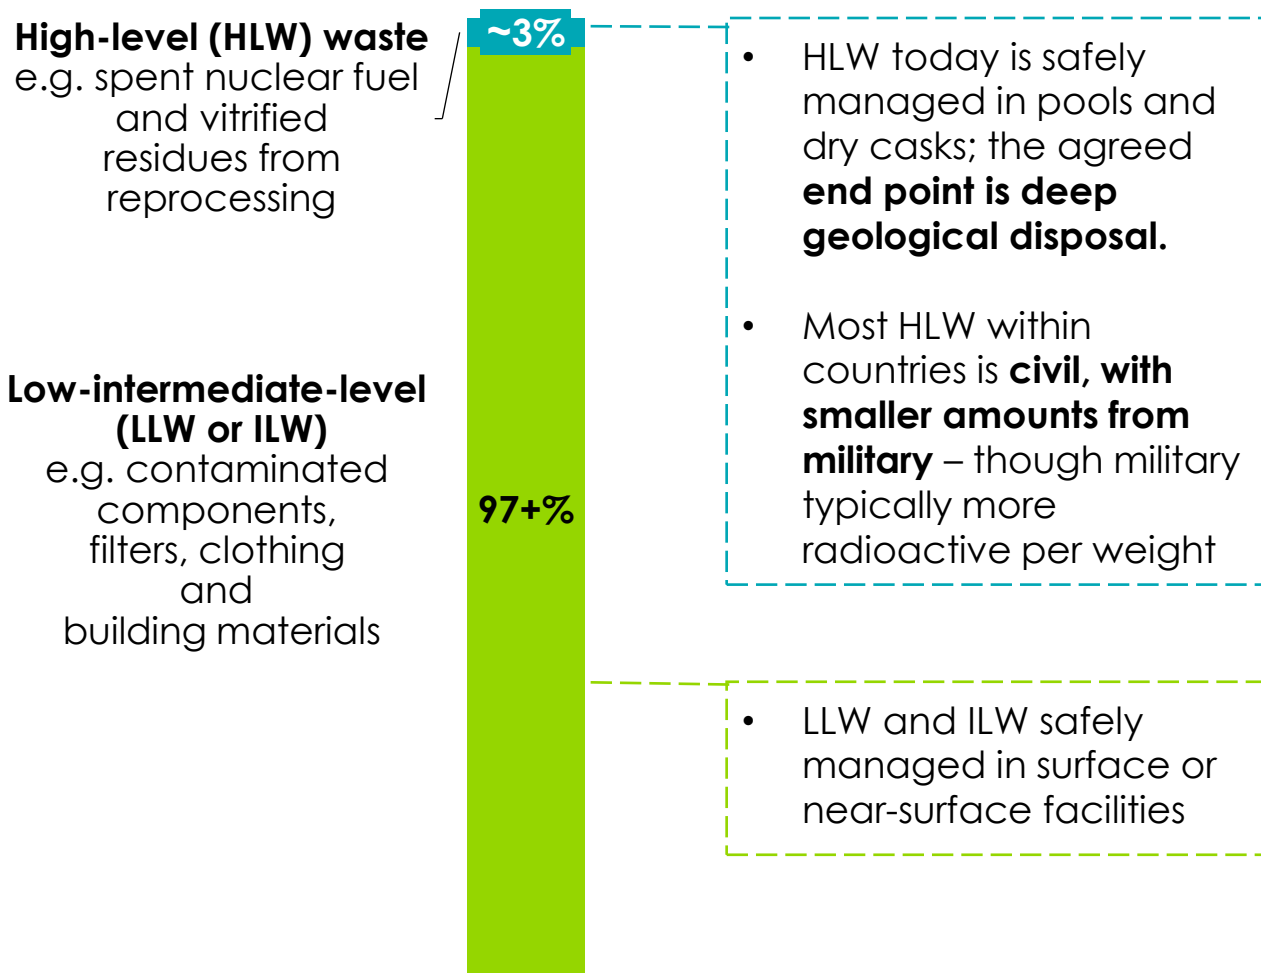 High-level (HLW) waste
e.g. spent nuclear fuel
and vitrified
residues from
reprocessing
~3%
• HLW today is safely
managed in pools and
dry casks; the agreed
end point is deep
geological disposal.
• Most HLW within
countries is civil, with
smaller amounts from
military – though military
typically more
radioactive per weight
Low-intermediate-level
(LLW or ILW)
e.g. contaminated
components,
filters, clothing
and
building materials
97+%
• LLW and ILW safely
managed in surface or
near-surface facilities